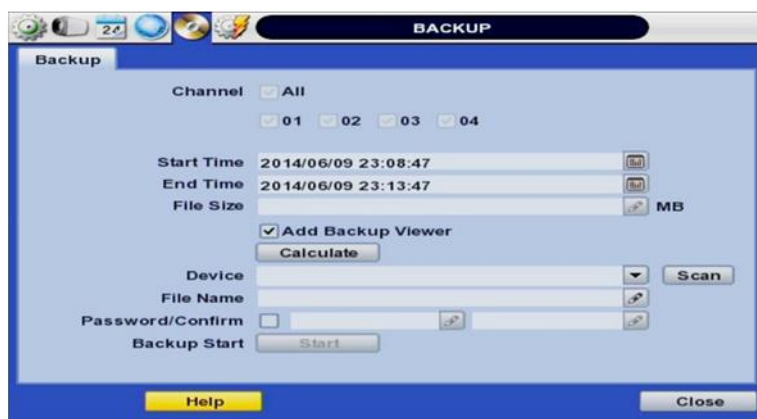 BACKUP
Backup
Channel All
01 02 03 04
Start Time 2014/06/09 23:08:47
End Time 2014/06/09 23:13:47
File Size MB
Add Backup Viewer
Calculate
Device Scan
File Name
Password/Confirm
Backup Start Start
Help Close